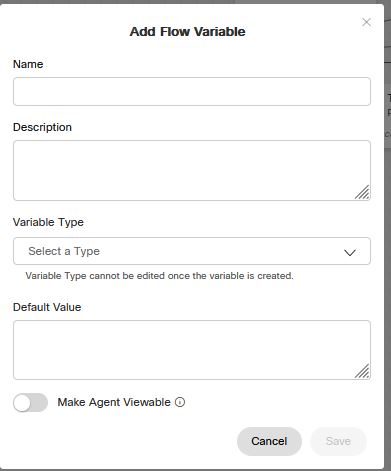 Add Flow Variable
Name
Description
Variable Type
Select a Type
Variable Type cannot be edited once the variable is created.
Default Value
Make Agent Viewable
Cancel
Save